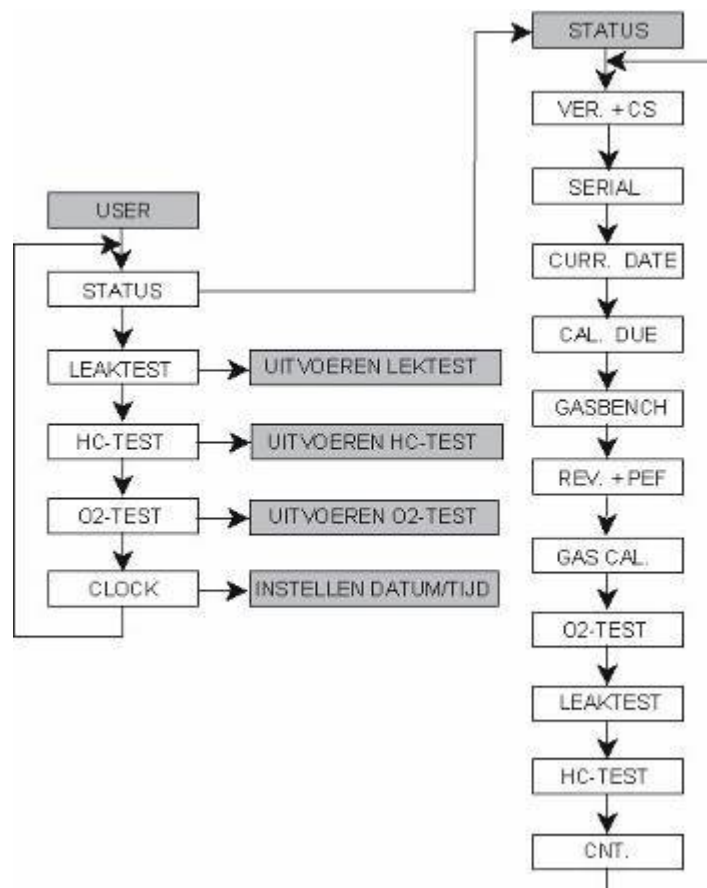 USER
STATUS
LEAKTEST
UITVOEREN LEKTEST
HC-TEST
UITVOEREN HC-TEST
O2-TEST
UITVOEREN O2-TEST
CLOCK
INSTELLEN DATUM/TIJD
STATUS
VER. + CS
SERIAL
CURR. DATE
CAL. DUE
GASBENCH
REV. + PEF
GAS CAL.
O2-TEST
LEAKTEST
HC-TEST
CNT.